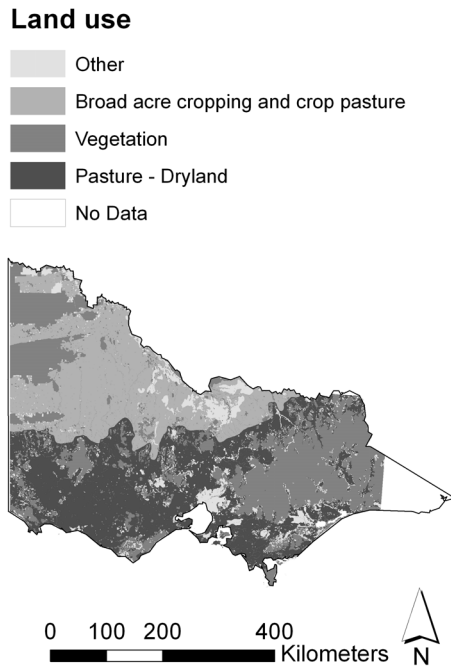 Land use
Other
Broad acre cropping and crop pasture
Vegetation
Pasture - Dryland
No Data
0 100 200 400
Kilometers
N